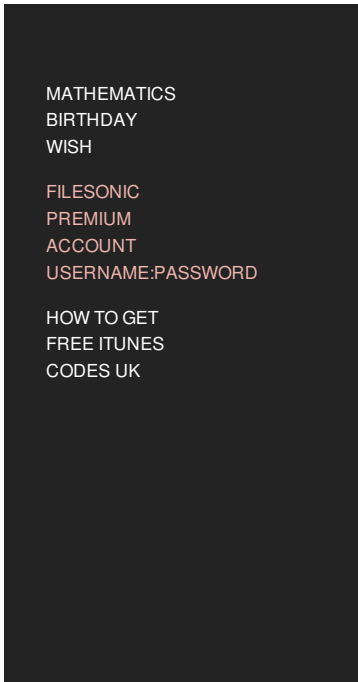 MATHEMATICS
BIRTHDAY
WISH
FILESONIC
PREMIUM
ACCOUNT
USERNAME:PASSWORD
HOW TO GET
FREE ITUNES
CODES UK